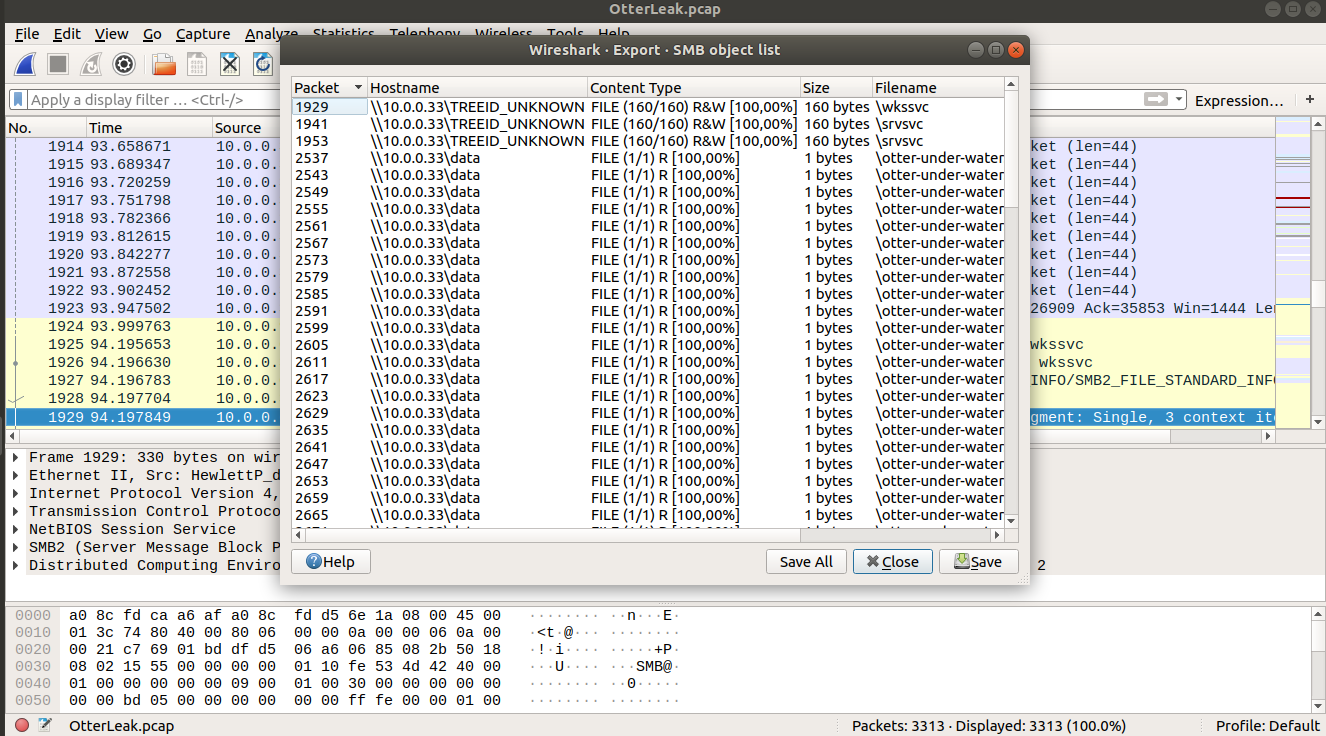 OtterLeak.pcap
File Edit View Go Capture Analyze Statistics Telephony Wireless Tools Help
Wireshark · Export · SMB object list
Apply a display filter … <Ctrl-/>
Expression…
+
No. Time Source
1914 93.658671 10.0.0. ket (len=44)
1915 93.689347 10.0.0. ket (len=44)
1916 93.720259 10.0.0. ket (len=44)
1917 93.751798 10.0.0. ket (len=44)
1918 93.782366 10.0.0. ket (len=44)
1919 93.812615 10.0.0. ket (len=44)
1920 93.842277 10.0.0. ket (len=44)
1921 93.872558 10.0.0. ket (len=44)
1922 93.902452 10.0.0. ket (len=44)
1923 93.947502 10.0.0. 26909 Ack=35853 Win=1444 Le
1924 93.999763 10.0.0.
1925 94.195653 10.0.0. wkssvc
1926 94.196630 10.0.0. wkssvc
1927 94.196783 10.0.0. INFO/SMB2_FILE_STANDARD_INF
1928 94.197704 10.0.0.
1929 94.197849 10.0.0. gment: Single, 3 context it
Packet Hostname Content Type Size Filename
1929 \\10.0.0.33\TREEID_UNKNOWN FILE (160/160) R&W [100,00%] 160 bytes \wkssvc
1941 \\10.0.0.33\TREEID_UNKNOWN FILE (160/160) R&W [100,00%] 160 bytes \srvsvc
1953 \\10.0.0.33\TREEID_UNKNOWN FILE (160/160) R&W [100,00%] 160 bytes \srvsvc
2537 \\10.0.0.33\data FILE (1/1) R [100,00%] 1 bytes \otter-under-water
2543 \\10.0.0.33\data FILE (1/1) R [100,00%] 1 bytes \otter-under-water
2549 \\10.0.0.33\data FILE (1/1) R [100,00%] 1 bytes \otter-under-water
2555 \\10.0.0.33\data FILE (1/1) R [100,00%] 1 bytes \otter-under-water
2561 \\10.0.0.33\data FILE (1/1) R [100,00%] 1 bytes \otter-under-water
2567 \\10.0.0.33\data FILE (1/1) R [100,00%] 1 bytes \otter-under-water
2573 \\10.0.0.33\data FILE (1/1) R [100,00%] 1 bytes \otter-under-water
2579 \\10.0.0.33\data FILE (1/1) R [100,00%] 1 bytes \otter-under-water
2585 \\10.0.0.33\data FILE (1/1) R [100,00%] 1 bytes \otter-under-water
2591 \\10.0.0.33\data FILE (1/1) R [100,00%] 1 bytes \otter-under-water
2599 \\10.0.0.33\data FILE (1/1) R [100,00%] 1 bytes \otter-under-water
2605 \\10.0.0.33\data FILE (1/1) R [100,00%] 1 bytes \otter-under-water
2611 \\10.0.0.33\data FILE (1/1) R [100,00%] 1 bytes \otter-under-water
2617 \\10.0.0.33\data FILE (1/1) R [100,00%] 1 bytes \otter-under-water
2623 \\10.0.0.33\data FILE (1/1) R [100,00%] 1 bytes \otter-under-water
2629 \\10.0.0.33\data FILE (1/1) R [100,00%] 1 bytes \otter-under-water
2635 \\10.0.0.33\data FILE (1/1) R [100,00%] 1 bytes \otter-under-water
2641 \\10.0.0.33\data FILE (1/1) R [100,00%] 1 bytes \otter-under-water
2647 \\10.0.0.33\data FILE (1/1) R [100,00%] 1 bytes \otter-under-water
2653 \\10.0.0.33\data FILE (1/1) R [100,00%] 1 bytes \otter-under-water
2659 \\10.0.0.33\data FILE (1/1) R [100,00%] 1 bytes \otter-under-water
2665 \\10.0.0.33\data FILE (1/1) R [100,00%] 1 bytes \otter-under-water
Help Save All Close Save
Frame 1929: 330 bytes on wir
Ethernet II, Src: HewlettP_d
Internet Protocol Version 4,
Transmission Control Protoco
NetBIOS Session Service
SMB2 (Server Message Block P
Distributed Computing Enviro 2
0000 a0 8c fd ca a6 af a0 8c fd d5 6e 1a 08 00 45 00 ········ ··n···E·
0010 01 3c 74 80 40 00 80 06 00 00 0a 00 00 06 0a 00 ·<t·@··· ········
0020 00 21 c7 69 01 bd df d5 06 a6 06 85 08 2b 50 18 ·!·i···· ·····+P·
0030 08 02 15 55 00 00 00 00 01 10 fe 53 4d 42 40 00 ···U···· ···SMB@·
0040 01 00 00 00 00 00 09 00 01 00 30 00 00 00 00 00 ········ ··0·····
0050 00 00 bd 05 00 00 00 00 00 00 ff fe 00 00 01 00 ········ ········
OtterLeak.pcap Packets: 3313 · Displayed: 3313 (100.0%) Profile: Default